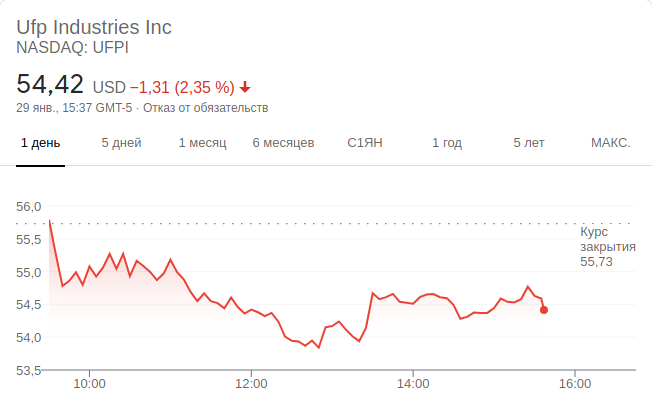 Ufp Industries Inc
NASDAQ: UFPI
54,42 USD −1,31 (2,35 %)
29 янв., 15:37 GMT-5 · Отказ от обязательств
1 день 5 дней 1 месяц 6 месяцев С1ЯН 1 год 5 лет МАКС.
56,0
55,5
55,0
54,5
54,0
53,5
Курс
закрытия
55,73
10:00 12:00 14:00 16:00